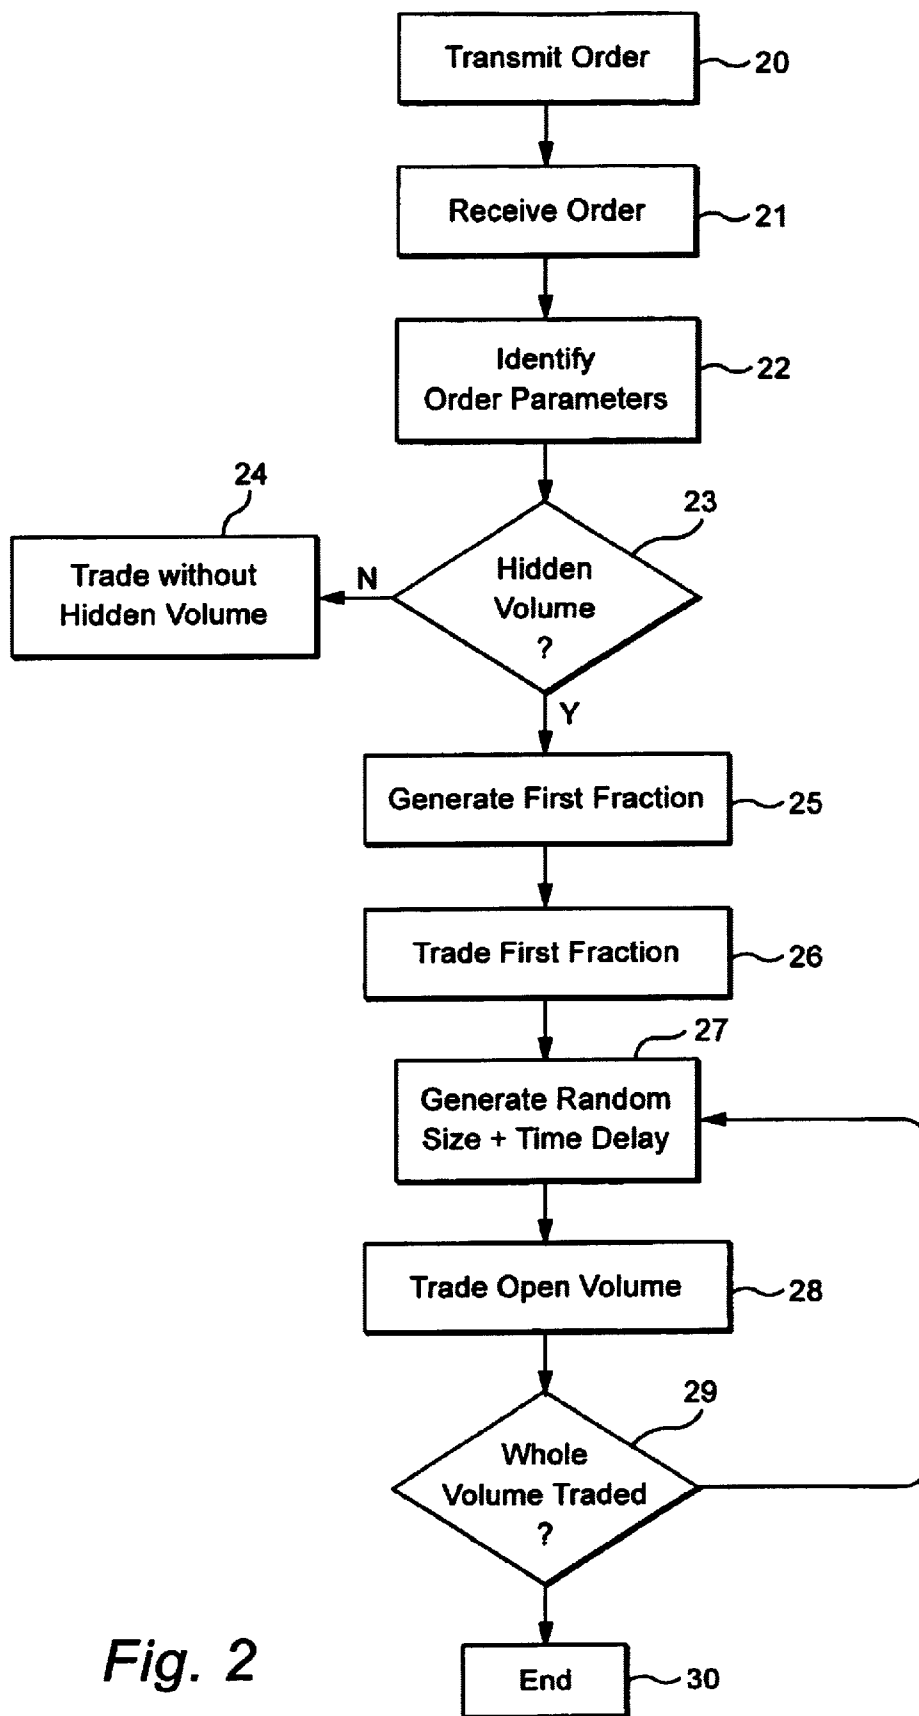 Transmit Order
20
Receive Order
21
Identify
Order Parameters
22
23
Hidden
Volume
?
24
Trade without
Hidden Volume
N
Y
Generate First Fraction
25
Trade First Fraction
26
27
Generate Random
Size + Time Delay
Trade Open Volume
28
29
Whole
Volume Traded
?
End
30
Fig. 2